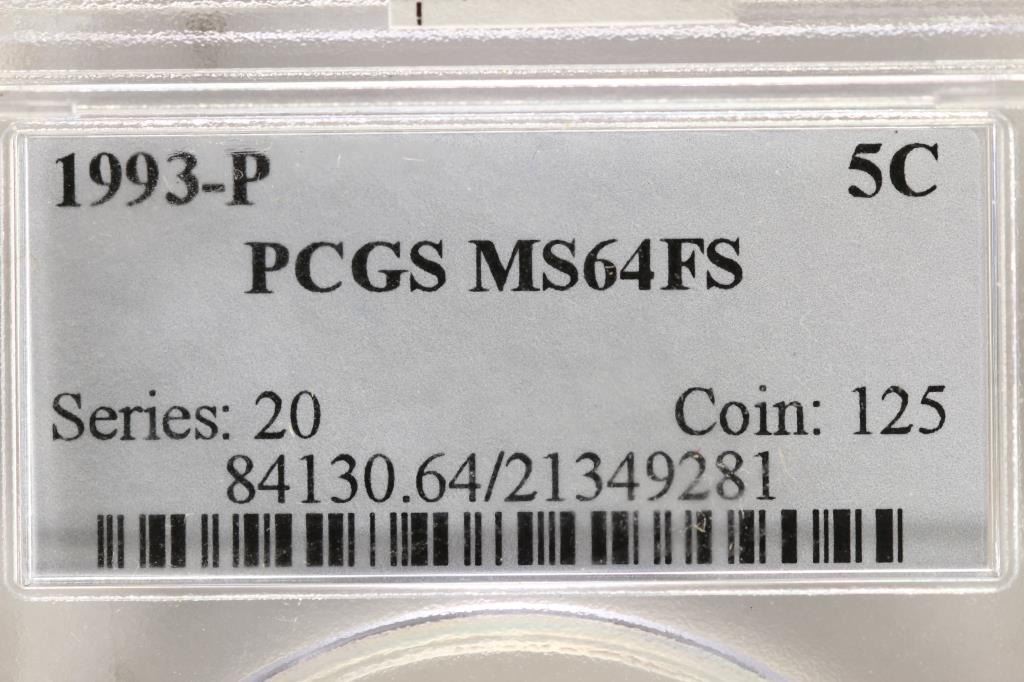 1993-P 5C
PCGS MS64FS
Series: 20 Coin: 125
84130.64/21349281